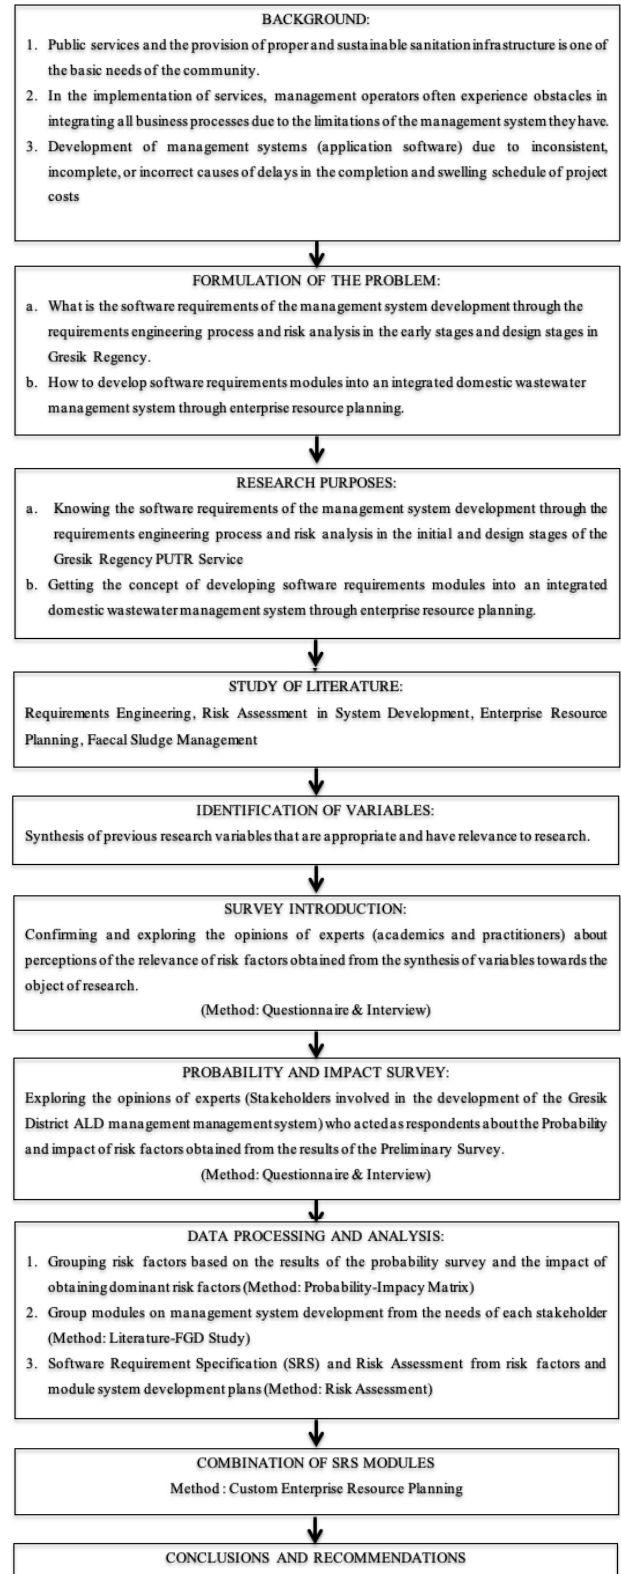 BACKGROUND:
1. Public services and the provision of proper and sustainable sanitation infrastructure is one of
the basic needs of the community.
2. In the implementation of services, management operators often experience obstacles in
integrating all business processes due to the limitations of the management system they have.
3. Development of management systems (application software) due to inconsistent,
incomplete, or incorrect causes of delays in the completion and swelling schedule of project
costs
FORMULATION OF THE PROBLEM:
a. What is the software requirements of the management system development through the
requirements engineering process and risk analysis in the early stages and design stages in
Gresik Regency.
b. How to develop software requirements modules into an integrated domestic wastewater
management system through enterprise resource planning.
RESEARCH PURPOSES:
a. Knowing the software requirements of the management system development through the
requirements engineering process and risk analysis in the initial and design stages of the
Gresik Regency PUTR Service
b. Getting the concept of developing software requirements modules into an integrated
domestic wastewater management system through enterprise resource planning.
STUDY OF LITERATURE:
Requirements Engineering, Risk Assessment in System Development, Enterprise Resource
Planning, Faecal Sludge Management
IDENTIFICATION OF VARIABLES:
Synthesis of previous research variables that are appropriate and have relevance to research.
SURVEY INTRODUCTION:
Confirming and exploring the opinions of experts (academics and practitioners) about
perceptions of the relevance of risk factors obtained from the synthesis of variables towards the
object of research.
(Method: Questionnaire & Interview)
PROBABILITY AND IMPACT SURVEY:
Exploring the opinions of experts (Stakeholders involved in the development of the Gresik
District ALD management management system) who acted as respondents about the Probability
and impact of risk factors obtained from the results of the Preliminary Survey.
(Method: Questionnaire & Interview)
DATA PROCESSING AND ANALYSIS:
1. Grouping risk factors based on the results of the probability survey and the impact of
obtaining dominant risk factors (Method: Probability-Impacy Matrix)
2. Group modules on management system development from the needs of each stakeholder
(Method: Literature-FGD Study)
3. Software Requirement Specification (SRS) and Risk Assessment from risk factors and
module system development plans (Method: Risk Assessment)
COMBINATION OF SRS MODULES
Method : Custom Enterprise Resource Planning
CONCLUSIONS AND RECOMMENDATIONS